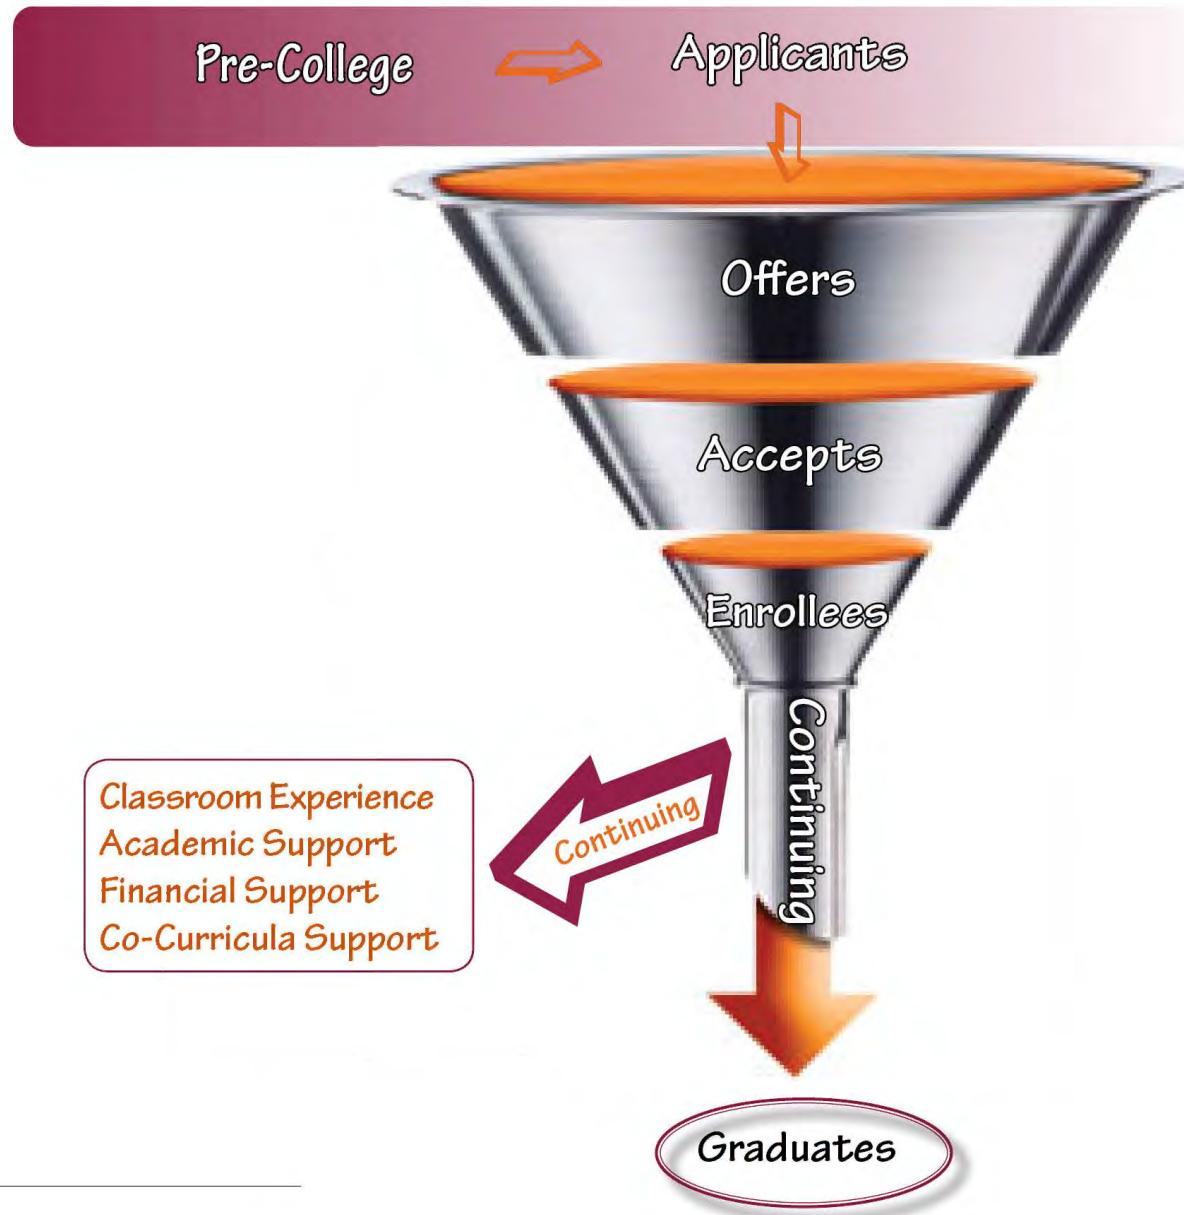 Pre-College
Applicants
Offers
Accepts
Enrollees
Continuing
Continuing
Classroom Experience
Academic Support
Financial Support
Co-Curricula Support
Graduates